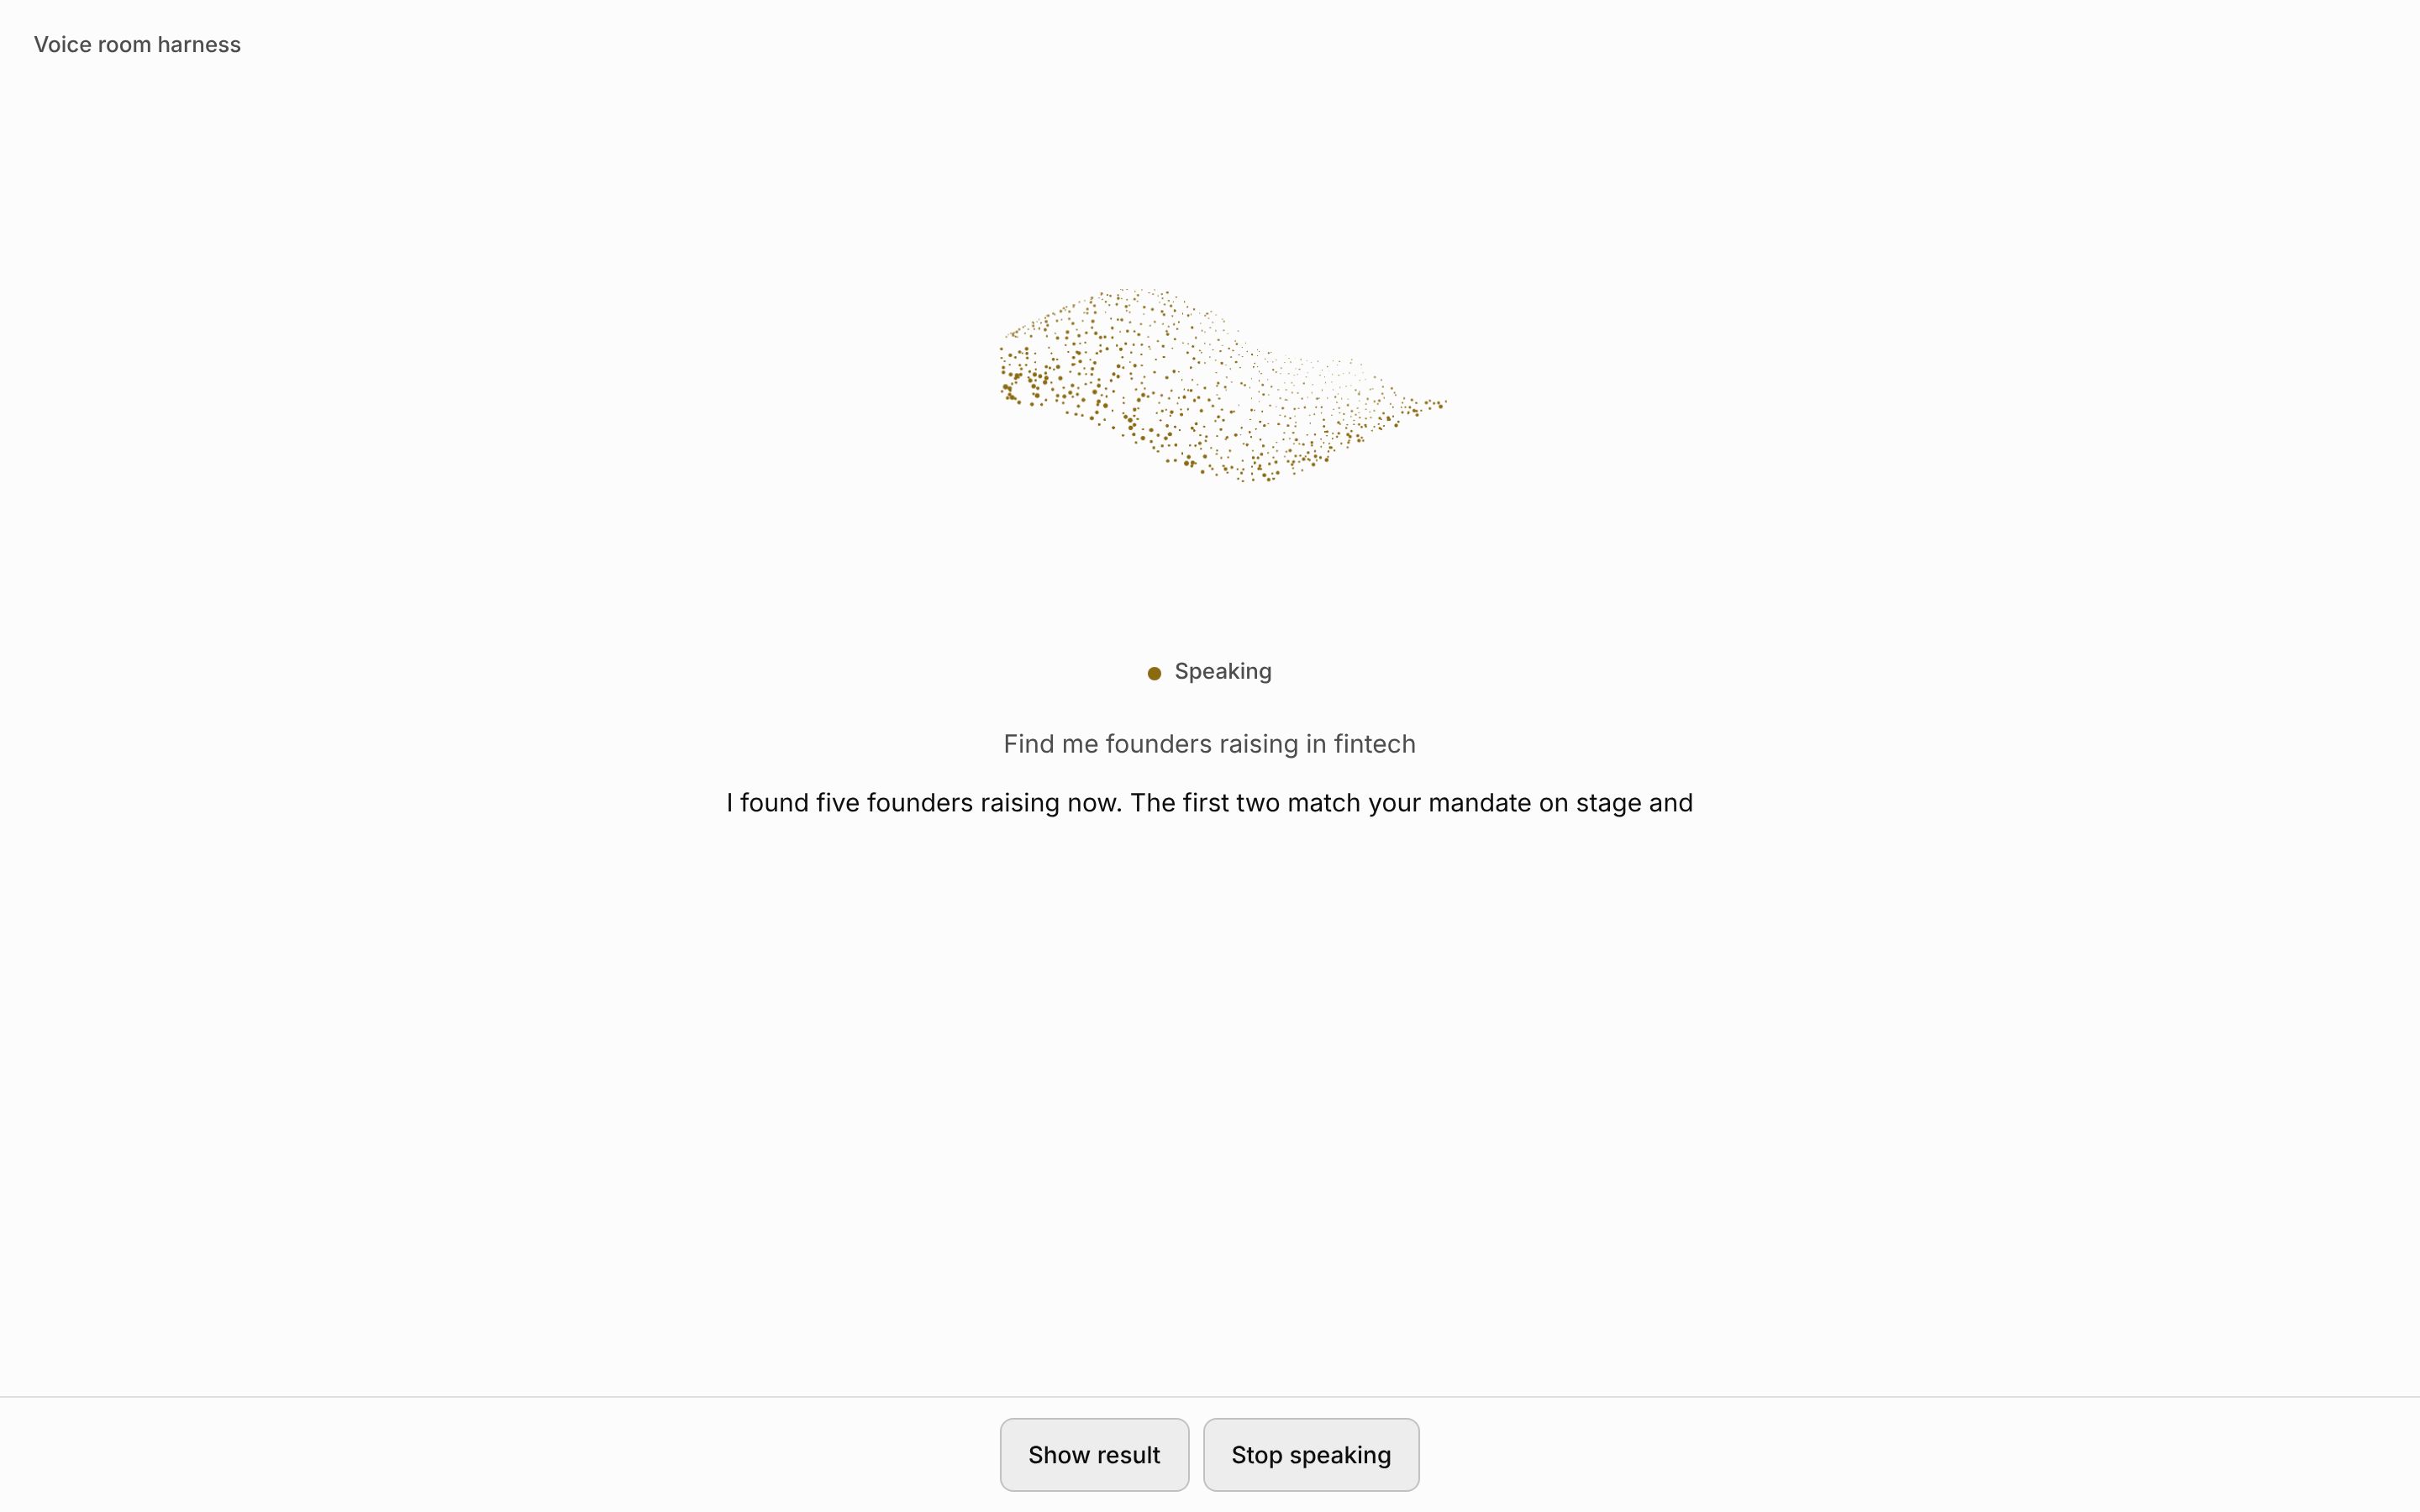 Voice room harness
Speaking
Find me founders raising in fintech
I found five founders raising now. The first two match your mandate on stage and
Show result
Stop speaking